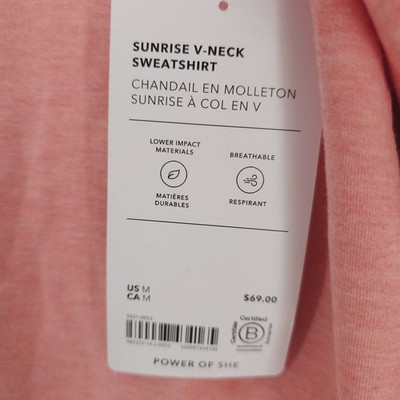 SUNRISE V-NECK
SWEATSHIRT
CHANDAIL EN MOLLETON
SUNRISE À COL EN V
LOWER IMPACT
MATERIALS
BREATHABLE
MATIÈRES
DURABLES
RESPIRANT
US M
CA M
$69.00
Certified
B
POWER OF SHE